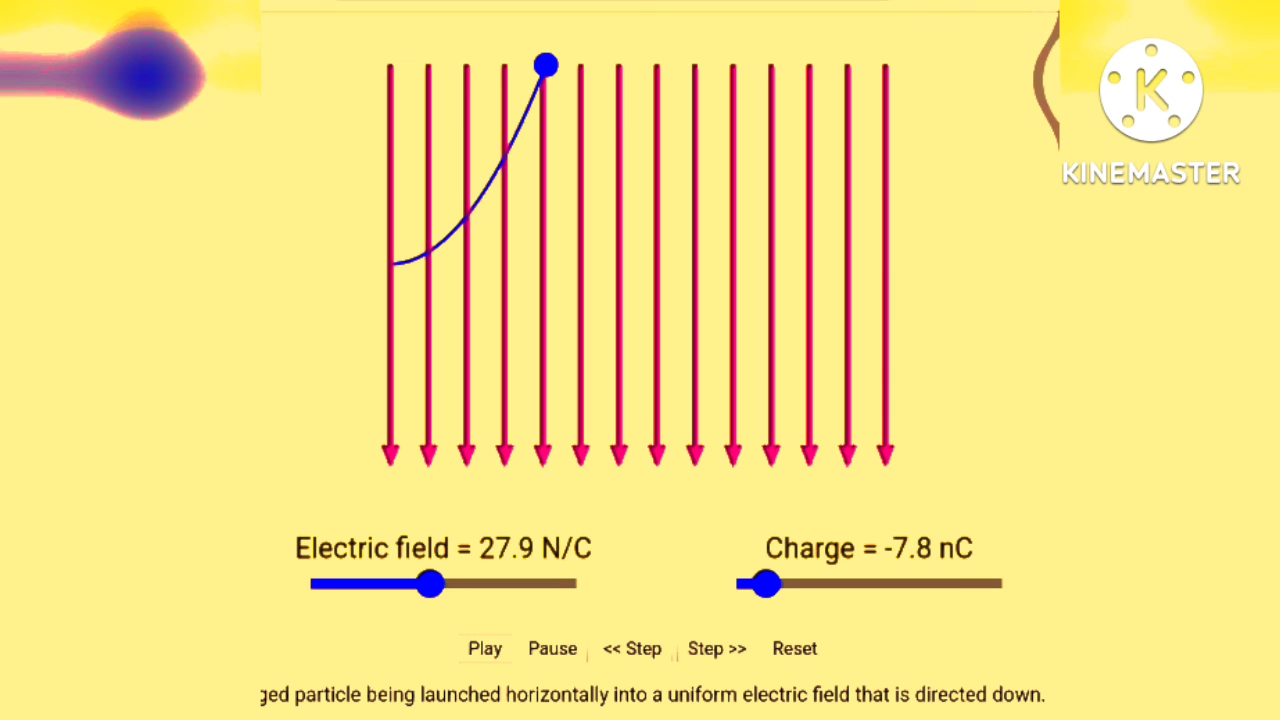 K
KINEMASTER
Electric field = 27.9 N/C
Charge = -7.8 nC
Play Pause << Step Step >> Reset
ged particle being launched horizontally into a uniform electric field that is directed down.